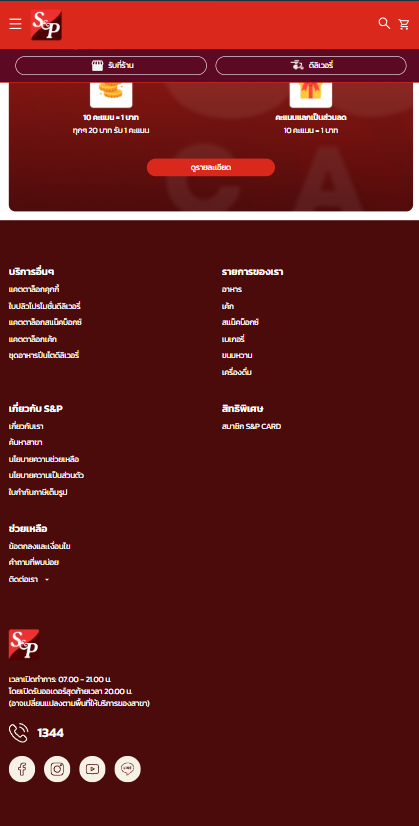 S&P
รับที่ร้าน
ดิลิเวอรี่
10 คะแนน = 1 บาท
ทุกๆ 20 บาท รับ 1 คะแนน
คะแนนแลกเป็นส่วนลด
10 คะแนน = 1 บาท
ดูรายละเอียด
C A
บริการอื่นๆ
แคตตาล็อกคุกกี้
ใบปลิวโปรโมชั่นดิลิเวอรี่
แคตตาล็อกสแน็คบ็อกซ์
แคตตาล็อกเค้ก
ชุดอาหารปิ่นโตดิลิเวอรี่
รายการของเรา
อาหาร
เค้ก
สแน็คบ็อกซ์
เบเกอรี่
ขนมหวาน
เครื่องดื่ม
เกี่ยวกับ S&P
เกี่ยวกับเรา
ค้นหาสาขา
นโยบายความช่วยเหลือ
นโยบายความเป็นส่วนตัว
ใบกำกับภาษีเต็มรูป
สิทธิพิเศษ
สมาชิก S&P CARD
ช่วยเหลือ
ข้อตกลงและเงื่อนไข
คำถามที่พบบ่อย
ติดต่อเรา
S&P
เวลาเปิดทำการ: 07.00 - 21.00 น.
โดยเปิดรับออเดอร์สุดท้ายเวลา 20.00 น.
(อาจเปลี่ยนแปลงตามพื้นที่ให้บริการของสาขา)
1344
LINE